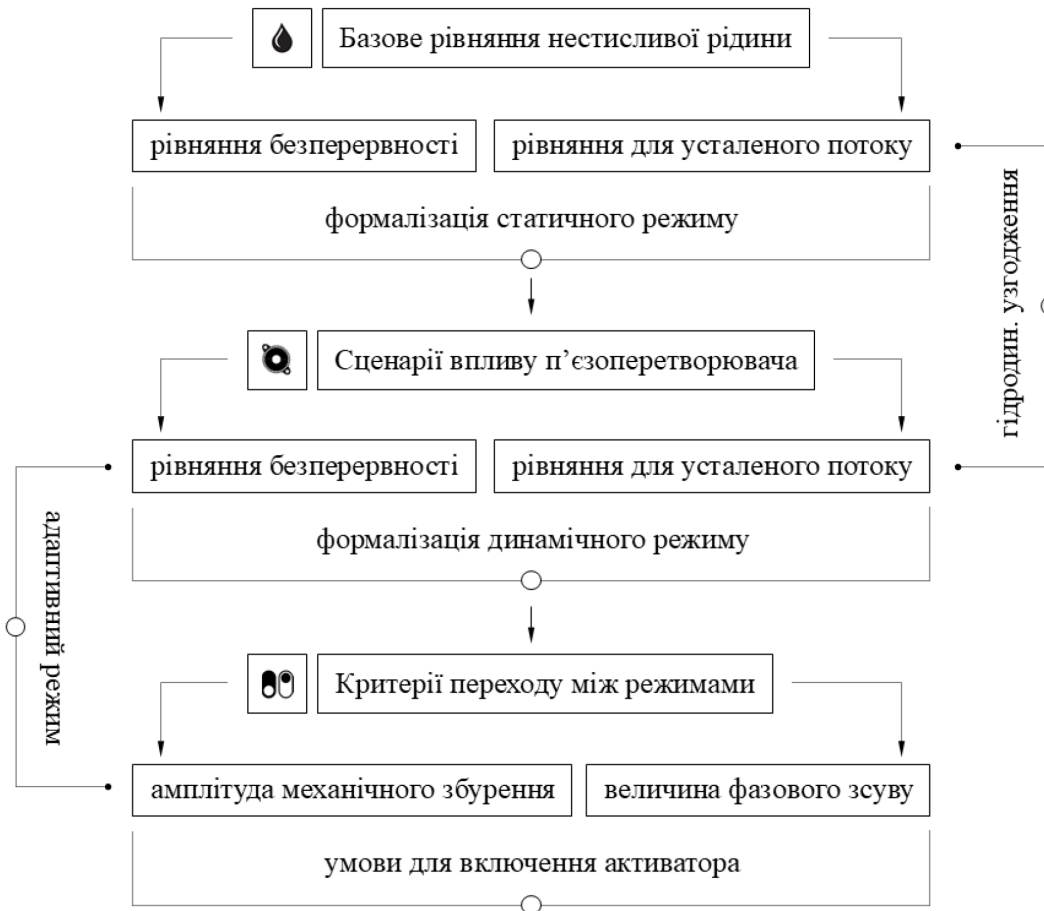 Базове рівняння нестисливої рідини
рівняння безперервності
рівняння для усталеного потоку
формалізація статичного режиму
гідродин. узгодження
Сценарії впливу п’єзоперетворювача
рівняння безперервності
рівняння для усталеного потоку
формалізація динамічного режиму
адаптивний режим
Критерії переходу між режимами
амплітуда механічного збурення
величина фазового зсуву
умови для включення активатора